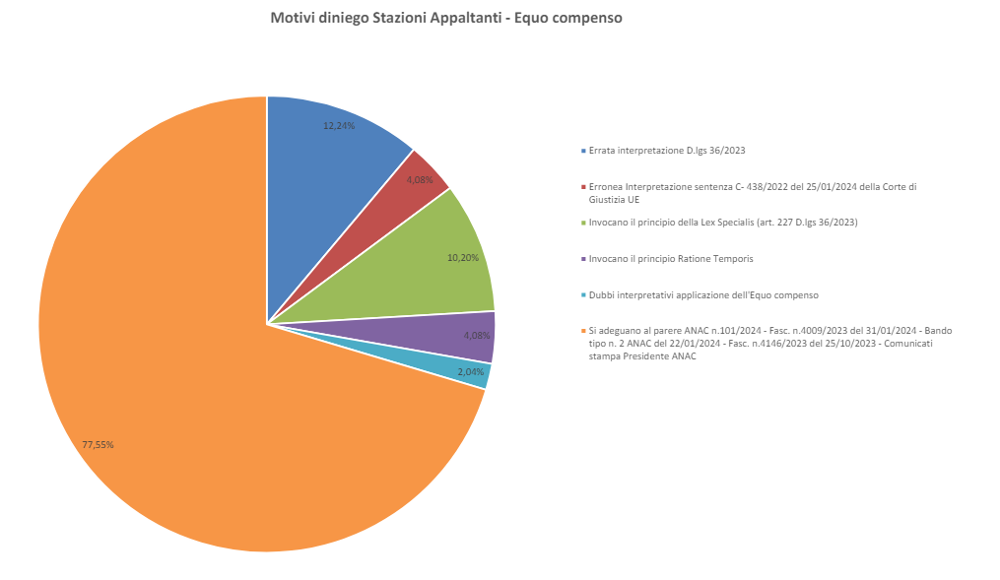 Motivi diniego Stazioni Appaltanti - Equo compenso
12,24%
4,08%
10,20%
4,08%
2,04%
77,55%
Errata interpretazione D.lgs 36/2023
Erronea Interpretazione sentenza C- 438/2022 del 25/01/2024 della Corte di
Giustizia UE
Invocano il principio della Lex Specialis (art. 227 D.lgs 36/2023)
Invocano il principio Ratione Temporis
Dubbi interpretativi applicazione dell'Equo compenso
Si adeguano al parere ANAC n.101/2024 - Fasc. n.4009/2023 del 31/01/2024 - Bando
tipo n. 2 ANAC del 22/01/2024 - Fasc. n.4146/2023 del 25/10/2023 - Comunicati
stampa Presidente ANAC